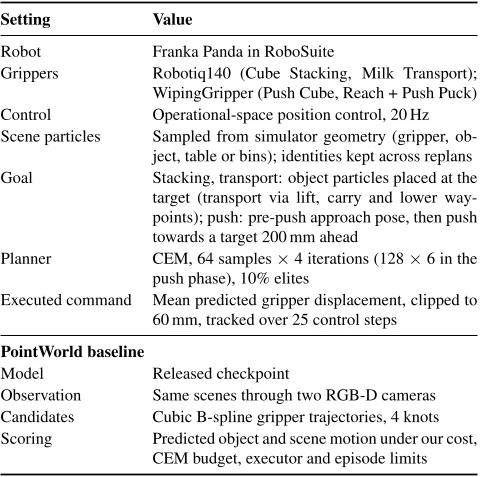 Setting Value
Robot Franka Panda in RoboSuite
Grippers Robotiq140 (Cube Stacking, Milk Transport);
WipingGripper (Push Cube, Reach + Push Puck)
Control Operational-space position control, 20 Hz
Scene particles Sampled from simulator geometry (gripper, ob-
ject, table or bins); identities kept across replans
Goal Stacking, transport: object particles placed at the
target (transport via lift, carry and lower way-
points); push: pre-push approach pose, then push
towards a target 200 mm ahead
Planner CEM, 64 samples × 4 iterations (128 × 6 in the
push phase), 10% elites
Executed command Mean predicted gripper displacement, clipped to
60 mm, tracked over 25 control steps
PointWorld baseline
Model Released checkpoint
Observation Same scenes through two RGB-D cameras
Candidates Cubic B-spline gripper trajectories, 4 knots
Scoring Predicted object and scene motion under our cost,
CEM budget, executor and episode limits